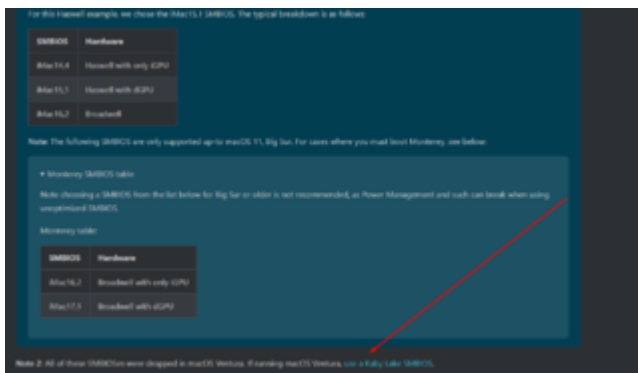 For this Haswell example, we chose the iMac15,1 SMBIOS. The typical breakdown is as follows:
SMBIOS Hardware
iMac14,4 Haswell with only iGPU
iMac15,1 Haswell with dGPU
iMac16,2 Broadwell
Note: The following SMBIOS are only supported up-to macOS 11, Big Sur. For cases where you must boot Monterey, see below:
Monterey SMBIOS table
Note choosing a SMBIOS from the list below for Big Sur or older is not recommended, as Power Management and such can break when using
unoptimized SMBIOS.
Monterey table:
SMBIOS Hardware
iMac16,2 Broadwell with only iGPU
iMac17,1 Broadwell with dGPU
Note 2: All of these SMBIOSes were dropped in macOS Ventura. If running macOS Ventura, use a Kaby Lake SMBIOS.